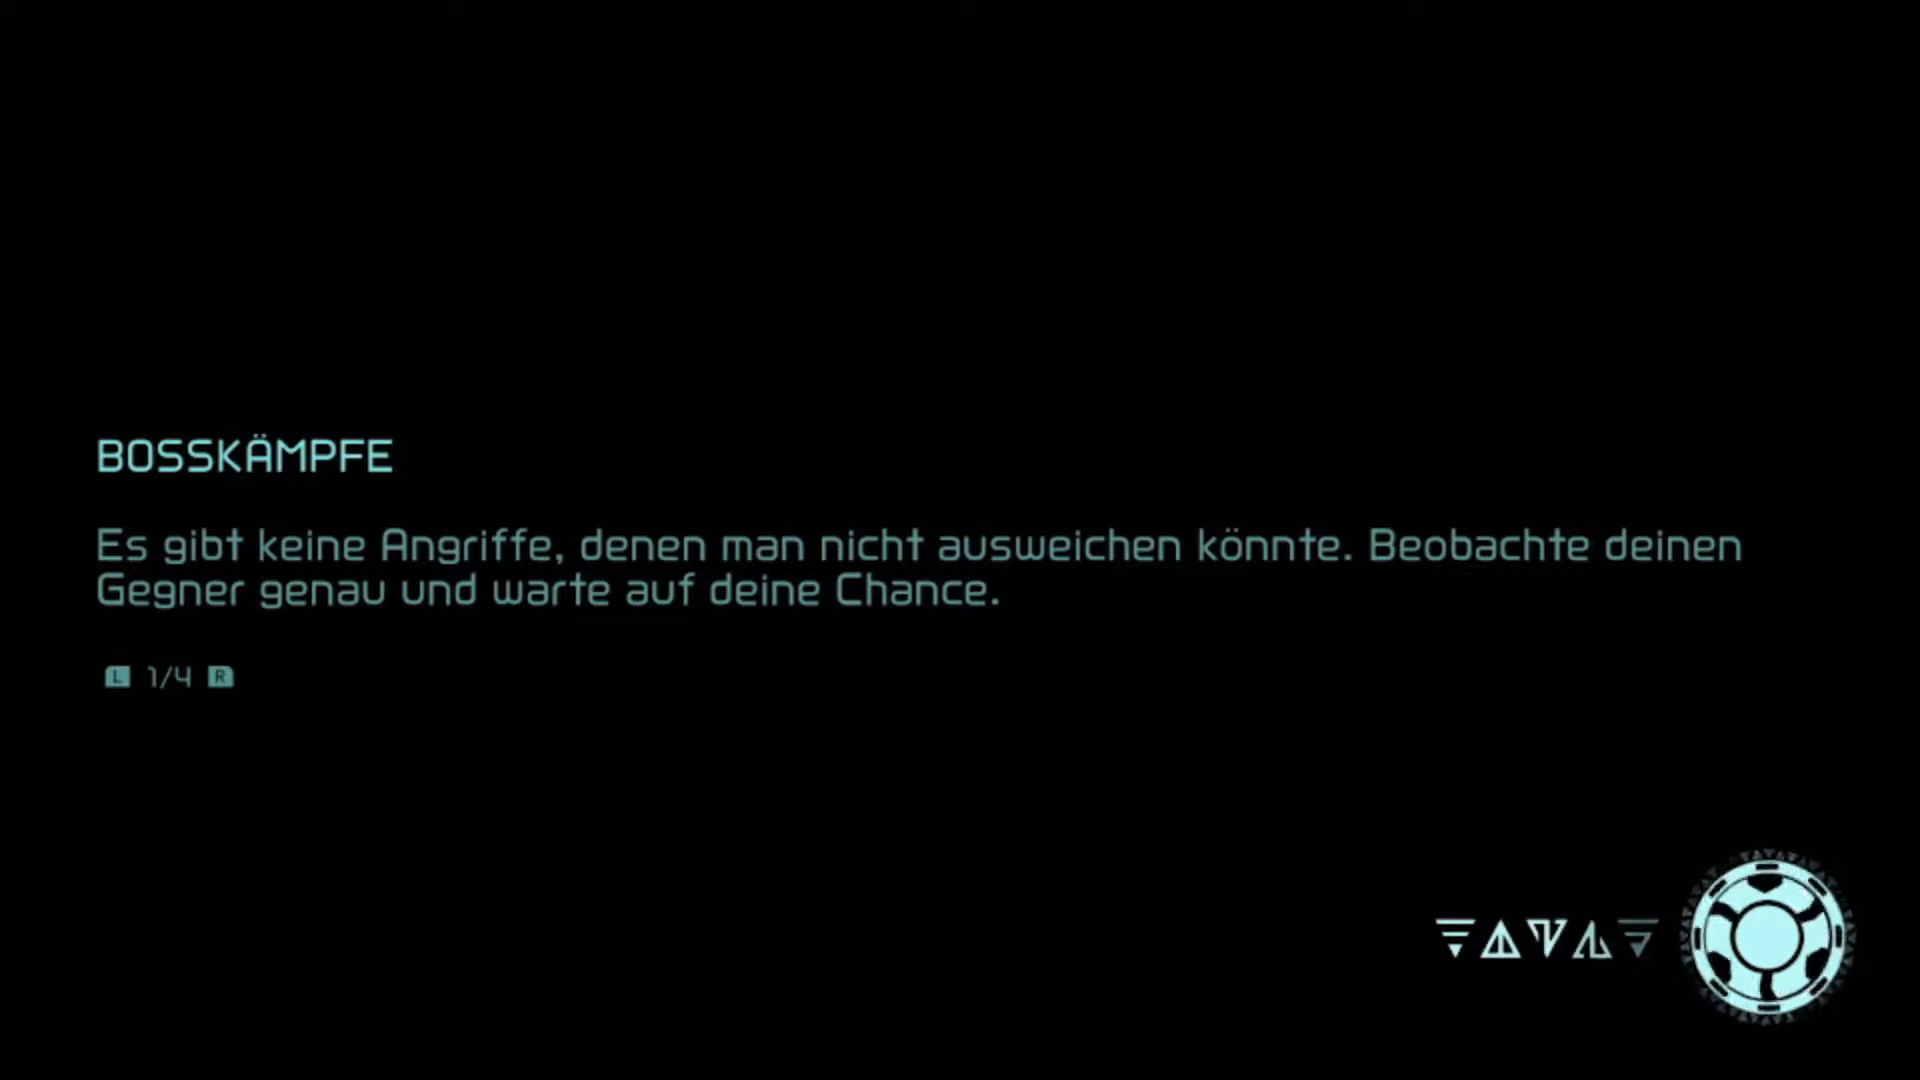 BOSSKÄMPFE
Es gibt keine Angriffe, denen man nicht ausweichen könnte. Beobachte deinen
Gegner genau und warte auf deine Chance.
L 1/4 R